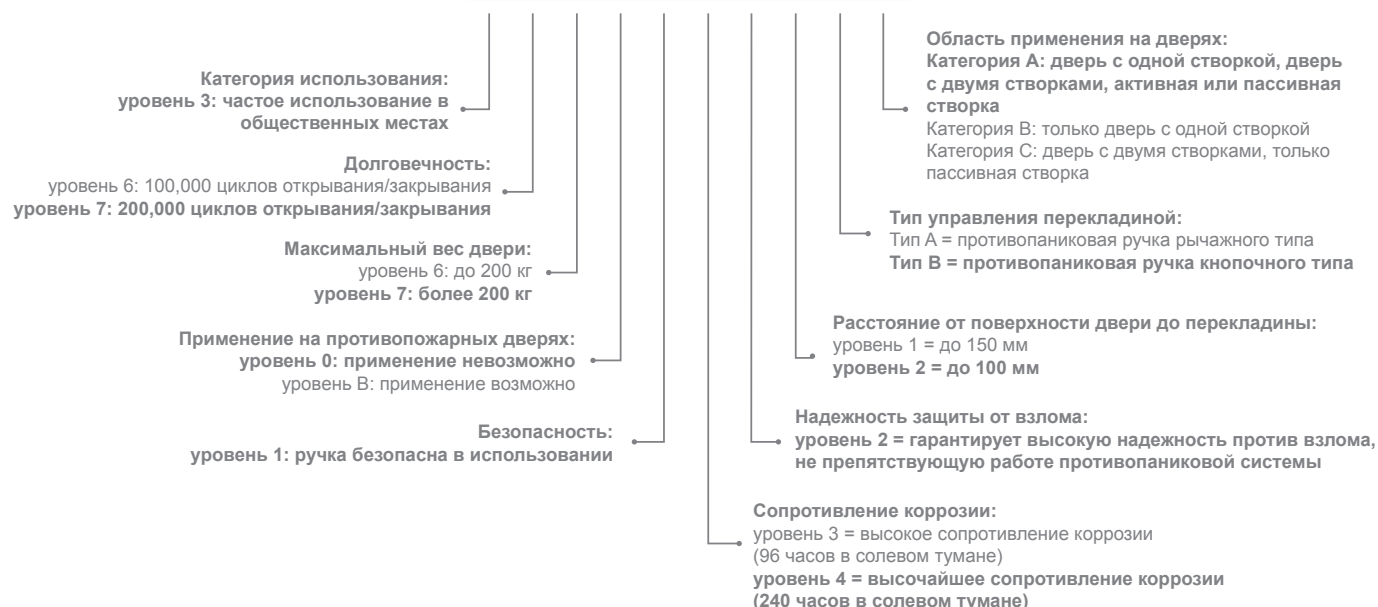 Категория использования:
уровень 3: частое использование в
общественных местах
Долговечность:
уровень 6: 100,000 циклов открывания/закрывания
уровень 7: 200,000 циклов открывания/закрывания
Максимальный вес двери:
уровень 6: до 200 кг
уровень 7: более 200 кг
Применение на противопожарных дверях:
уровень 0: применение невозможно
уровень B: применение возможно
Безопасность:
уровень 1: ручка безопасна в использовании
Область применения на дверях:
Категория A: дверь с одной створкой, дверь
с двумя створками, активная или пассивная
створка
Категория B: только дверь с одной створкой
Категория C: дверь с двумя створками, только
пассивная створка
Тип управления перекладиной:
Тип A = противопаниковая ручка рычажного типа
Тип B = противопаниковая ручка кнопочного типа
Расстояние от поверхности двери до перекладины:
уровень 1 = до 150 мм
уровень 2 = до 100 мм
Надежность защиты от взлома:
уровень 2 = гарантирует высокую надежность против взлома,
не препятствующую работе противопаниковой системы
Сопротивление коррозии:
уровень 3 = высокое сопротивление коррозии
(96 часов в солевом тумане)
уровень 4 = высочайшее сопротивление коррозии
(240 часов в солевом тумане)